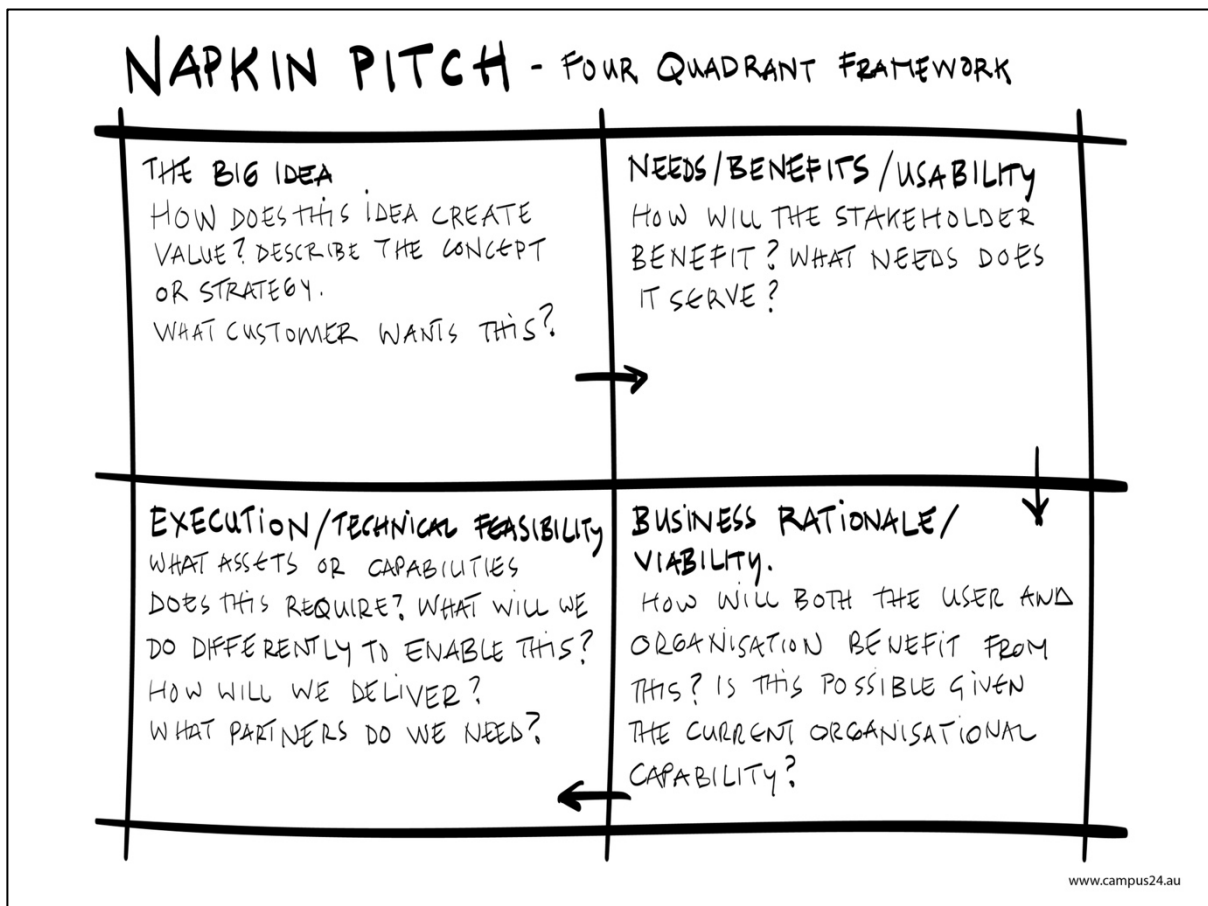 NAPKIN PITCH - FOUR QUADRANT FRAMEWORK
THE BIG IDEA
HOW DOES THIS IDEA CREATE
VALUE? DESCRIBE THE CONCEPT
OR STRATEGY.
WHAT CUSTOMER WANTS THIS?
NEEDS/BENEFITS/USABILITY
HOW WILL THE STAKEHOLDER
BENEFIT? WHAT NEEDS DOES
IT SERVE?
BUSINESS RATIONALE/
VIABILITY.
HOW WILL BOTH THE USER AND
ORGANISATION BENEFIT FROM
THIS? IS THIS POSSIBLE GIVEN
THE CURRENT ORGANISATIONAL
CAPABILITY?
EXECUTION/TECHNICAL FEASIBILITY
WHAT ASSETS OR CAPABILITIES
DOES THIS REQUIRE? WHAT WILL WE
DO DIFFERENTLY TO ENABLE THIS?
HOW WILL WE DELIVER?
WHAT PARTNERS DO WE NEED?
www.campus24.au